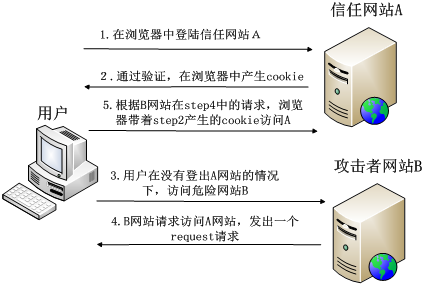 信任网站A
1.在浏览器中登陆信任网站A
2.通过验证，在浏览器中产生cookie
用户
5.根据B网站在step4中的请求，浏览
器带着step2产生的cookie访问A
3.用户在没有登出A网站的情况
下，访问危险网站B
攻击者网站B
4.B网站请求访问A网站，发出一个
request请求